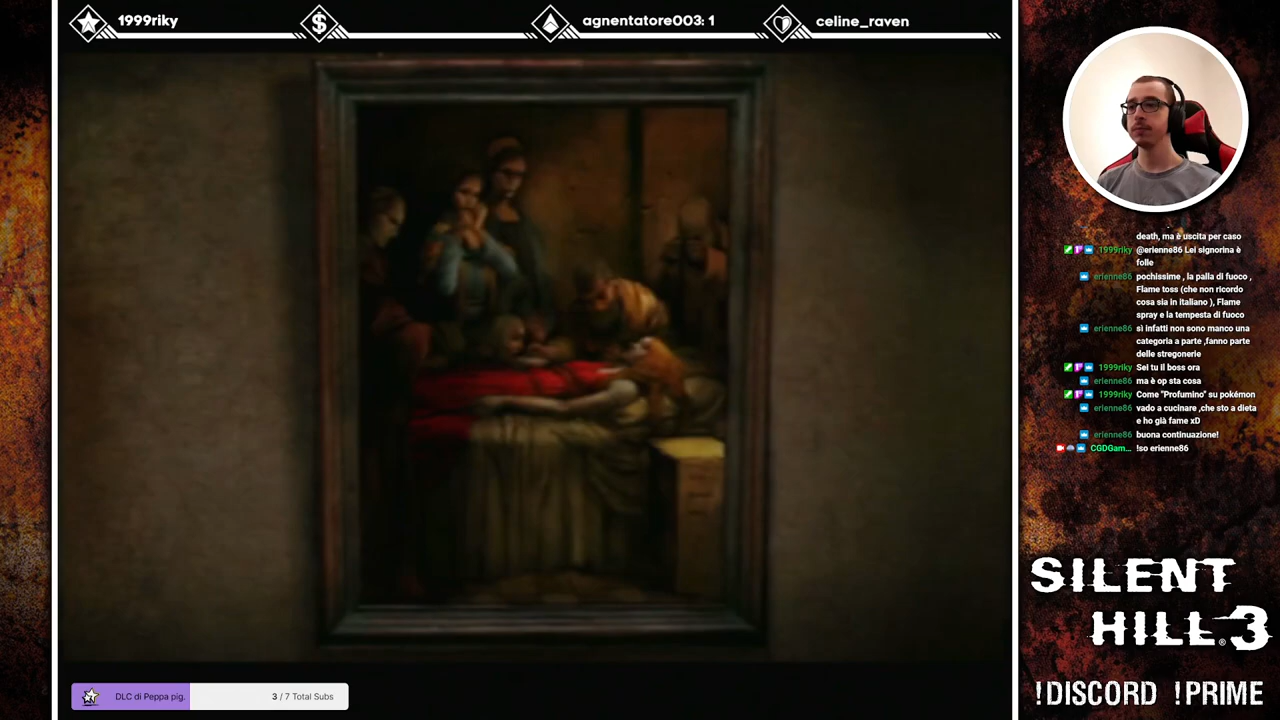 1999riky
agnentatore003: 1
celine_raven
death, ma è uscita per caso
1999riky @erienne86 Lei signorina è
folle
erienne86 pochissime , la palla di fuoco ,
Flame toss (che non ricordo
cosa sia in italiano ), Flame
spray e la tempesta di fuoco
erienne86 sì infatti non sono manco una
categoria a parte ,fanno parte
delle stregonerie
1999riky Sei tu il boss ora
erienne86 ma è op sta cosa
1999riky Come "Profumino" su pokémon
erienne86 vado a cucinare ,che sto a dieta
e ho già fame xD
erienne86 buona continuazione!
CGDGam... !so erienne86
SILENT
HILL®3
!DISCORD !PRIME
DLC di Peppa pig. 3 / 7 Total Subs